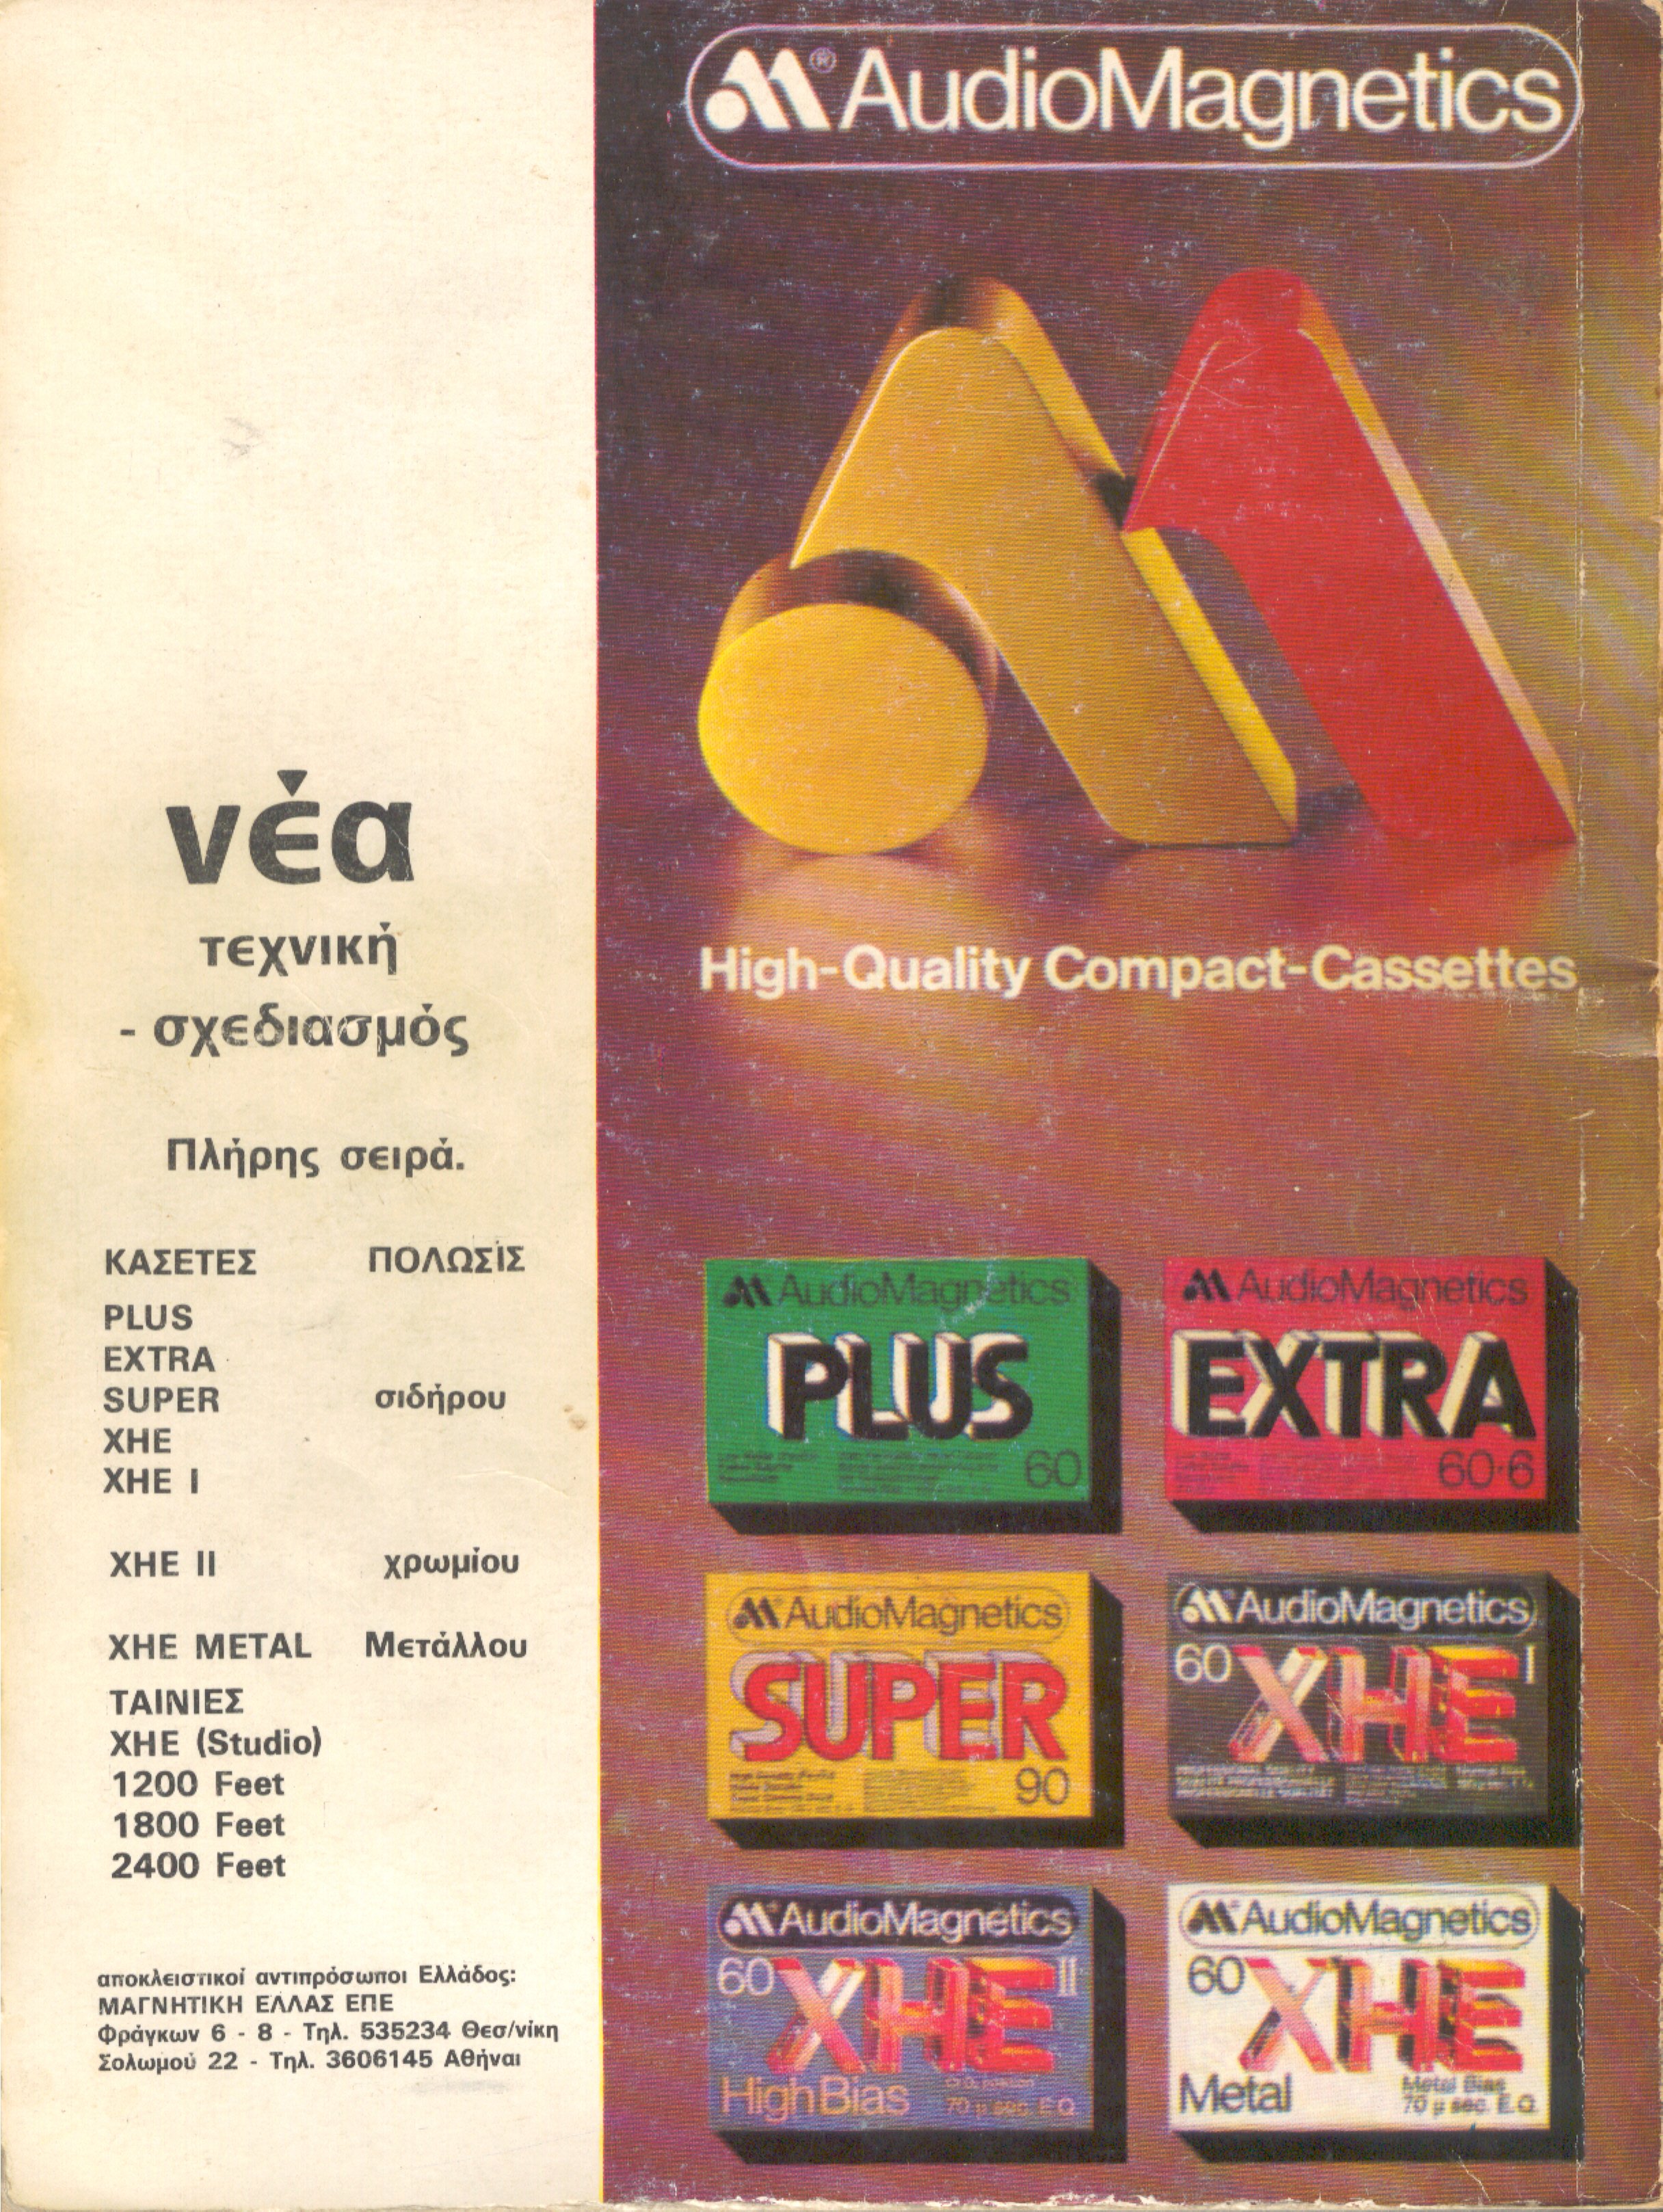 AudioMagnetics
High-Quality Compact-Cassettes
νέα
τεχνική
- σχεδιασμός
Πλήρης σειρά.
ΚΑΣΕΤΕΣ ΠΟΛΩΣΙΣ
PLUS
EXTRA
SUPER σιδήρου
XHE
XHE I
XHE II χρωμίου
XHE METAL Μετάλλου
ΤΑΙΝΙΕΣ
XHE (Studio)
1200 Feet
1800 Feet
2400 Feet
αποκλειστικοί αντιπρόσωποι Ελλάδος:
ΜΑΓΝΗΤΙΚΗ ΕΛΛΑΣ ΕΠΕ
Φράγκων 6 - 8 - Τηλ. 535234 Θεσ/νίκη
Σολωμού 22 - Τηλ. 3606145 Αθήναι
AudioMagnetics
PLUS
60
AudioMagnetics
EXTRA
60·6
AudioMagnetics
SUPER
90
AudioMagnetics
60 XHE I
AudioMagnetics
60 XHE II
High Bias
70 μ sec. E.Q.
AudioMagnetics
60 XHE
Metal Metal Bias
70 μ sec. E.Q.